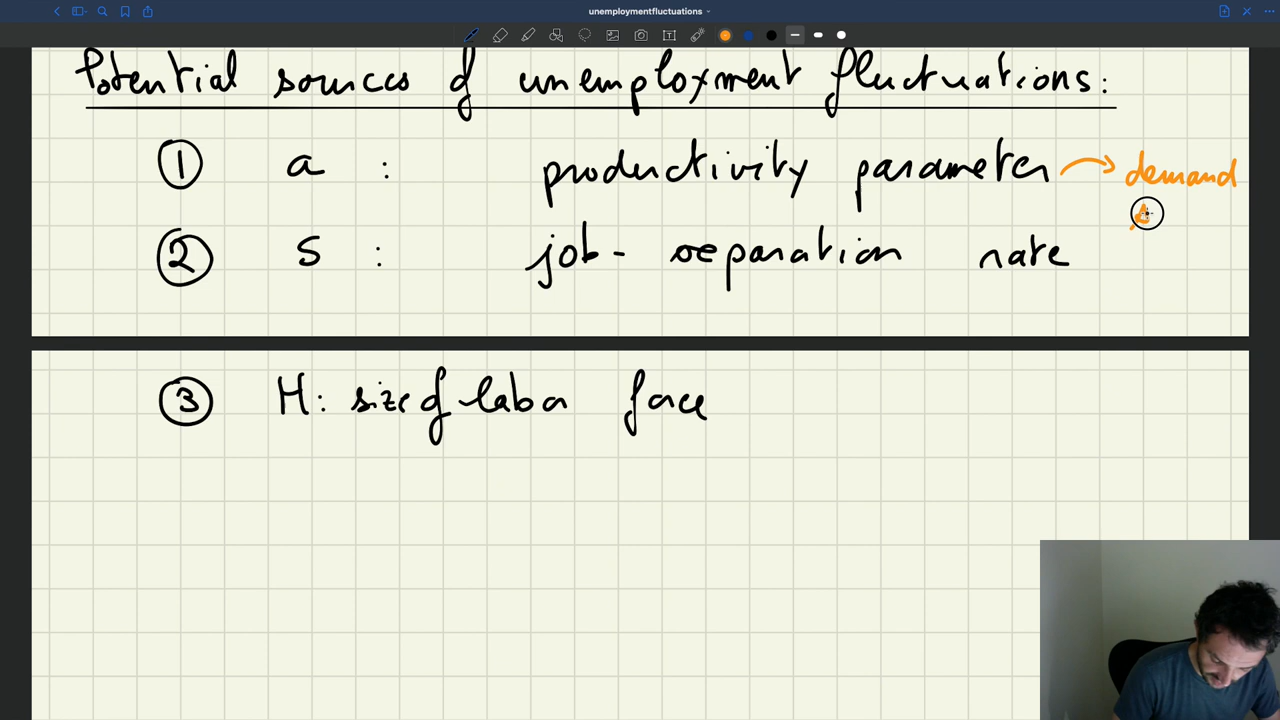 unemploymentfluctuations
Potential sources of unemployment fluctuations:
① a : productivity parameter → demand
② s : job-separation rate
③ H: size of labor force